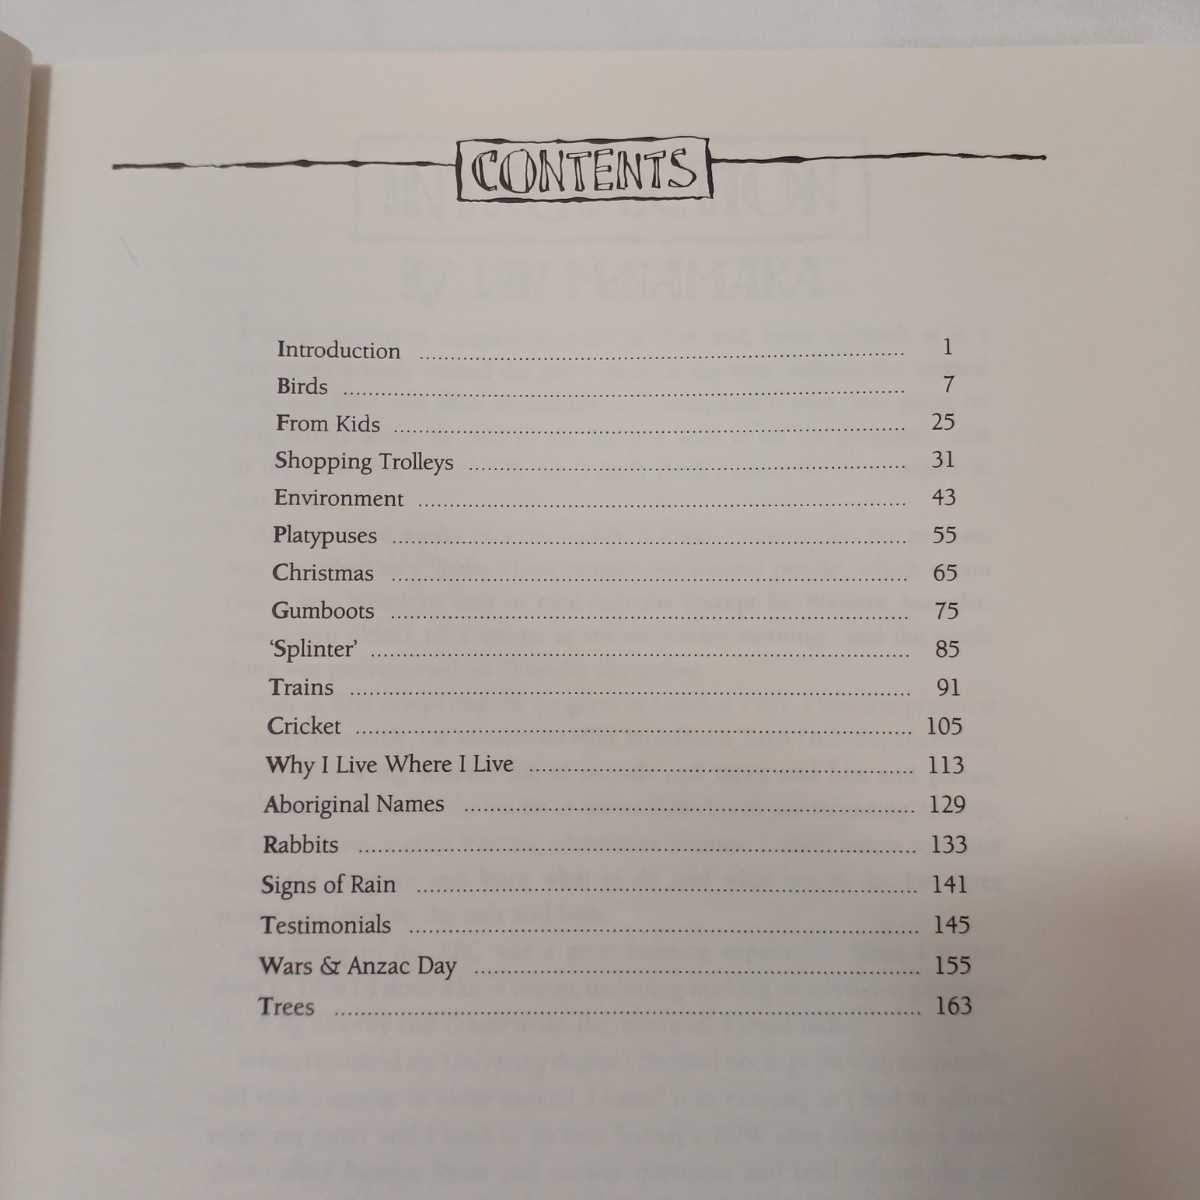 CONTENTS
Introduction ........ 1
Birds ........ 7
From Kids ........ 25
Shopping Trolleys ........ 31
Environment ........ 43
Platypuses ........ 55
Christmas ........ 65
Gumboots ........ 75
‘Splinter’ ........ 85
Trains ........ 91
Cricket ........ 105
Why I Live Where I Live ........ 113
Aboriginal Names ........ 129
Rabbits ........ 133
Signs of Rain ........ 141
Testimonials ........ 145
Wars & Anzac Day ........ 155
Trees ........ 163